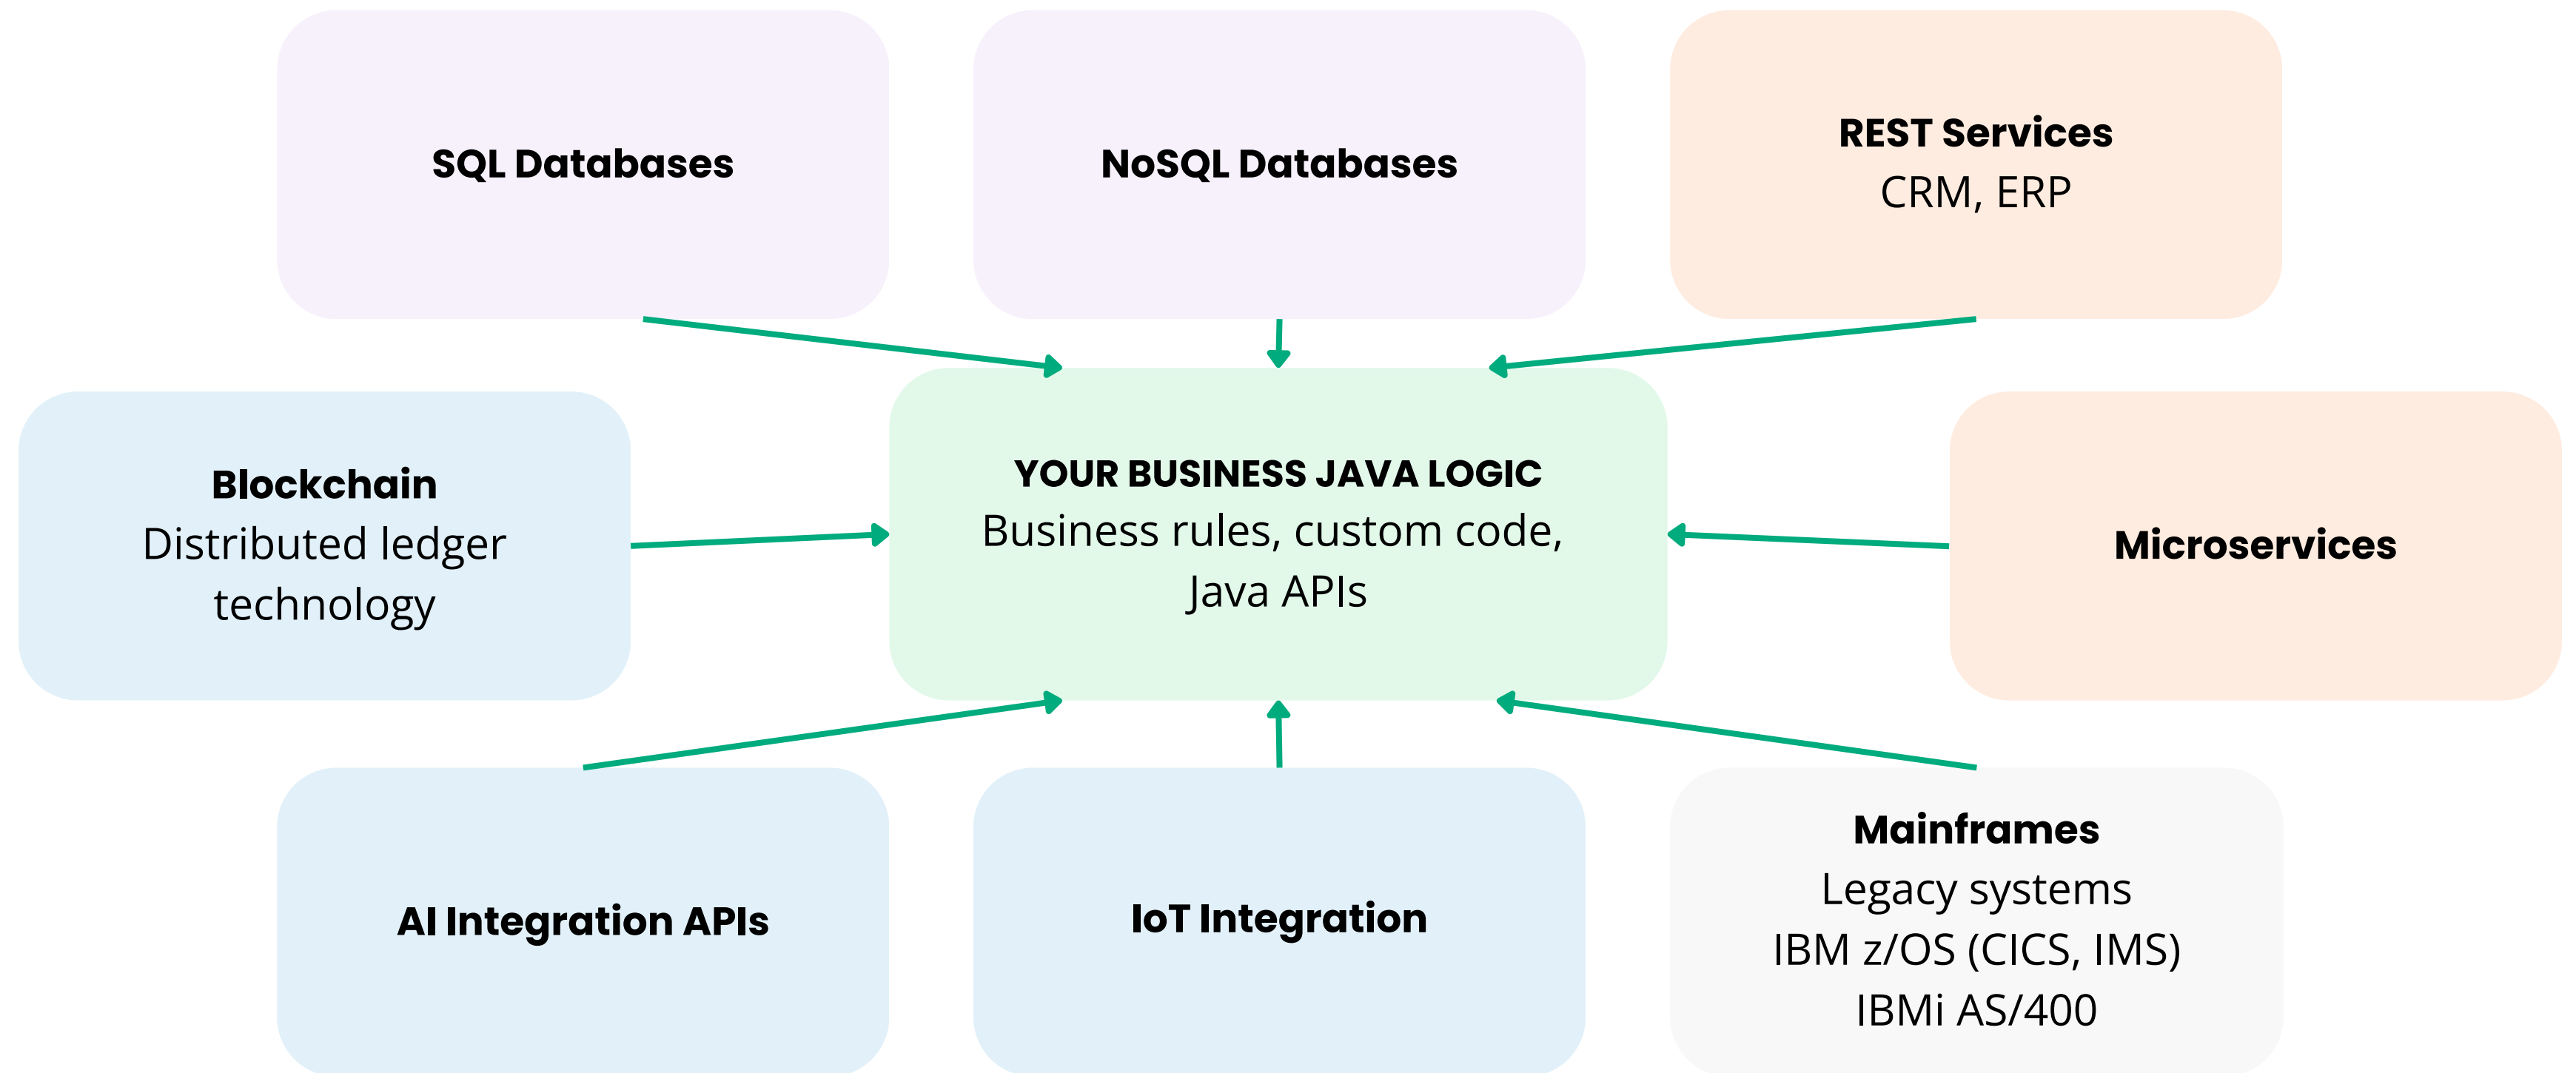 SQL Databases
NoSQL Databases
REST Services
CRM, ERP
Blockchain
Distributed ledger
technology
YOUR BUSINESS JAVA LOGIC
Business rules, custom code,
Java APIs
Microservices
AI Integration APIs
IoT Integration
Mainframes
Legacy systems
IBM z/OS (CICS, IMS)
IBMi AS/400